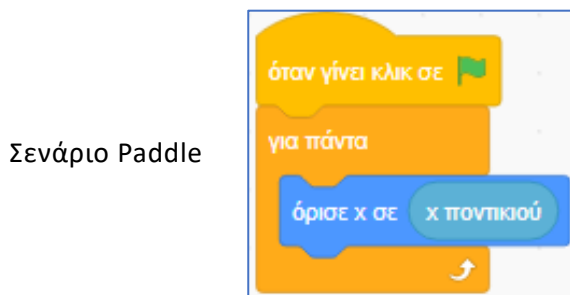 όταν γίνει κλικ σε
για πάντα
Σενάριο Paddle
όρισε x σε x ποντικιού